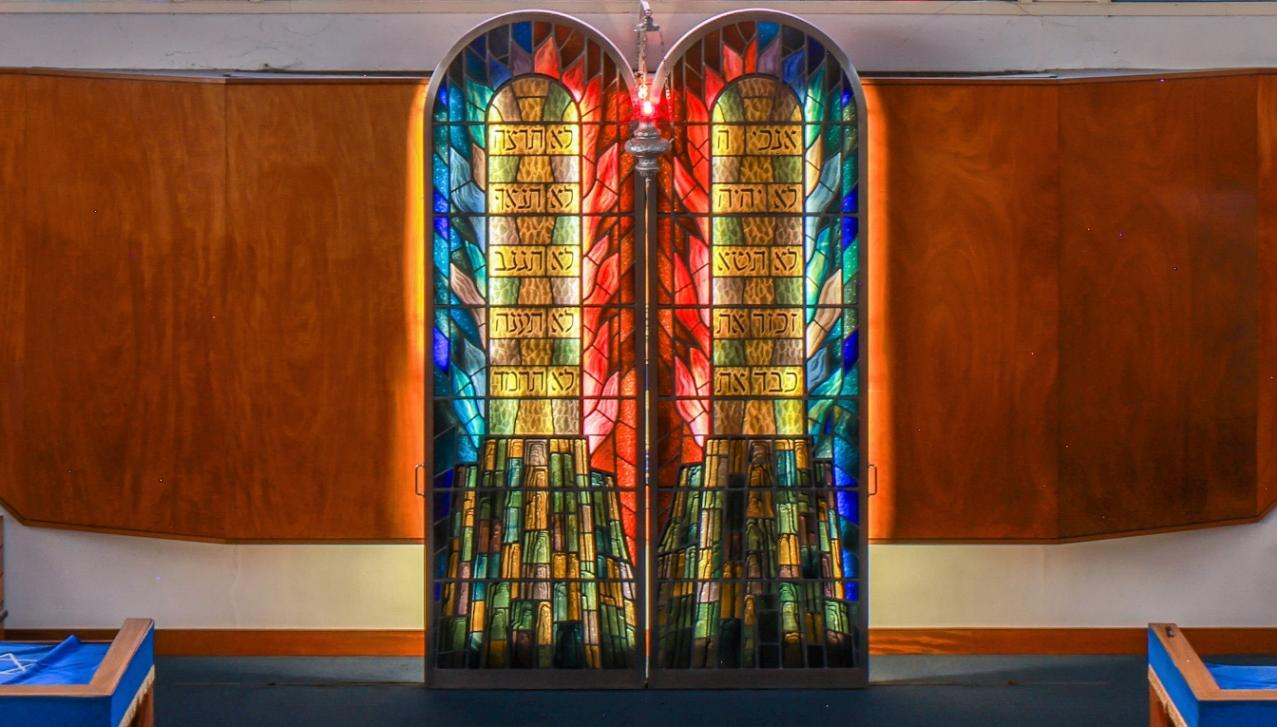 אנכי ה
לא יהיה
לא תשא
זכור את
כבד את
לא תרצח
לא תנאף
לא תגנב
לא תענה
לא תחמד